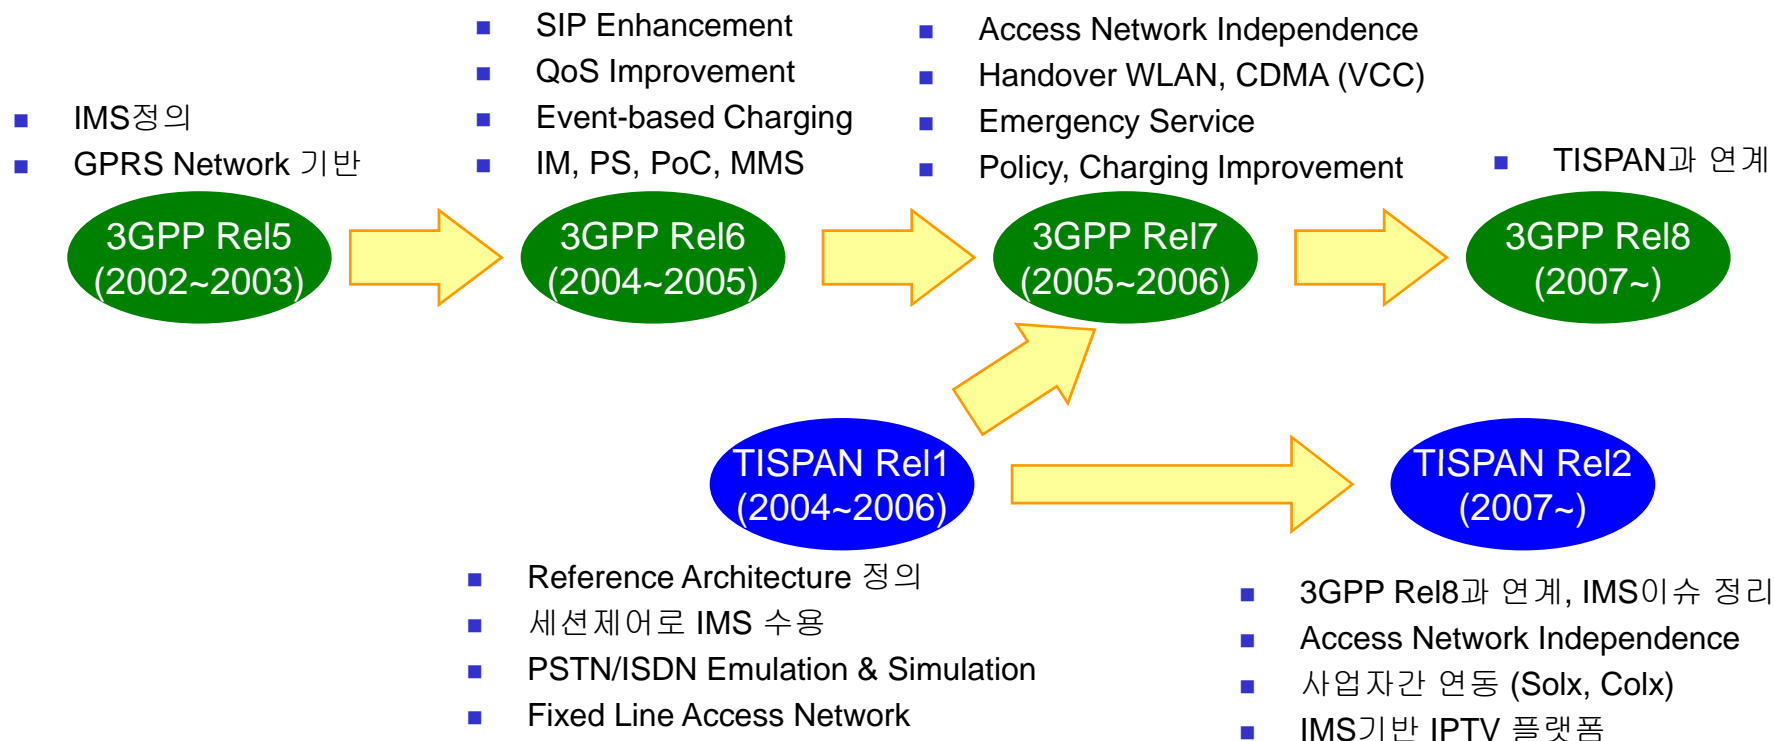 IMS정의
GPRS Network 기반
SIP Enhancement
QoS Improvement
Event-based Charging
IM, PS, PoC, MMS
Access Network Independence
Handover WLAN, CDMA (VCC)
Emergency Service
Policy, Charging Improvement
TISPAN과 연계
3GPP Rel5
(2002~2003)
3GPP Rel6
(2004~2005)
3GPP Rel7
(2005~2006)
3GPP Rel8
(2007~)
TISPAN Rel1
(2004~2006)
TISPAN Rel2
(2007~)
Reference Architecture 정의
세션제어로 IMS 수용
PSTN/ISDN Emulation & Simulation
Fixed Line Access Network
3GPP Rel8과 연계, IMS이슈 정리
Access Network Independence
사업자간 연동 (Solx, Colx)
IMS기반 IPTV 플랫폼